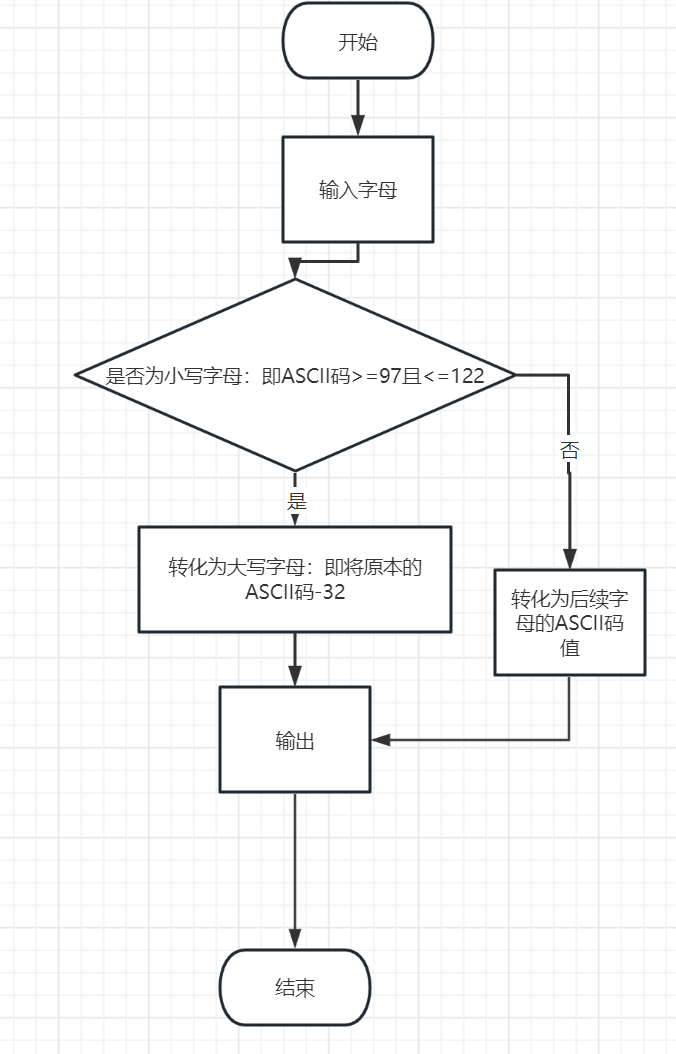 开始
输入字母
是否为小写字母：即ASCII码>=97且<=122
否
是
转化为大写字母：即将原本的
ASCII码-32
转化为后续字
母的ASCII码
值
输出
结束